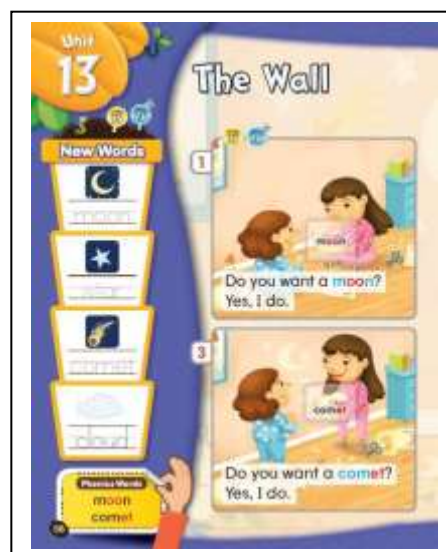 Unit
13
The Wall
New Words
moon
star
comet
cloud
Phonics Words
moon
comet
1
moon
Do you want a moon?
Yes, I do.
3
comet
Do you want a comet?
Yes, I do.